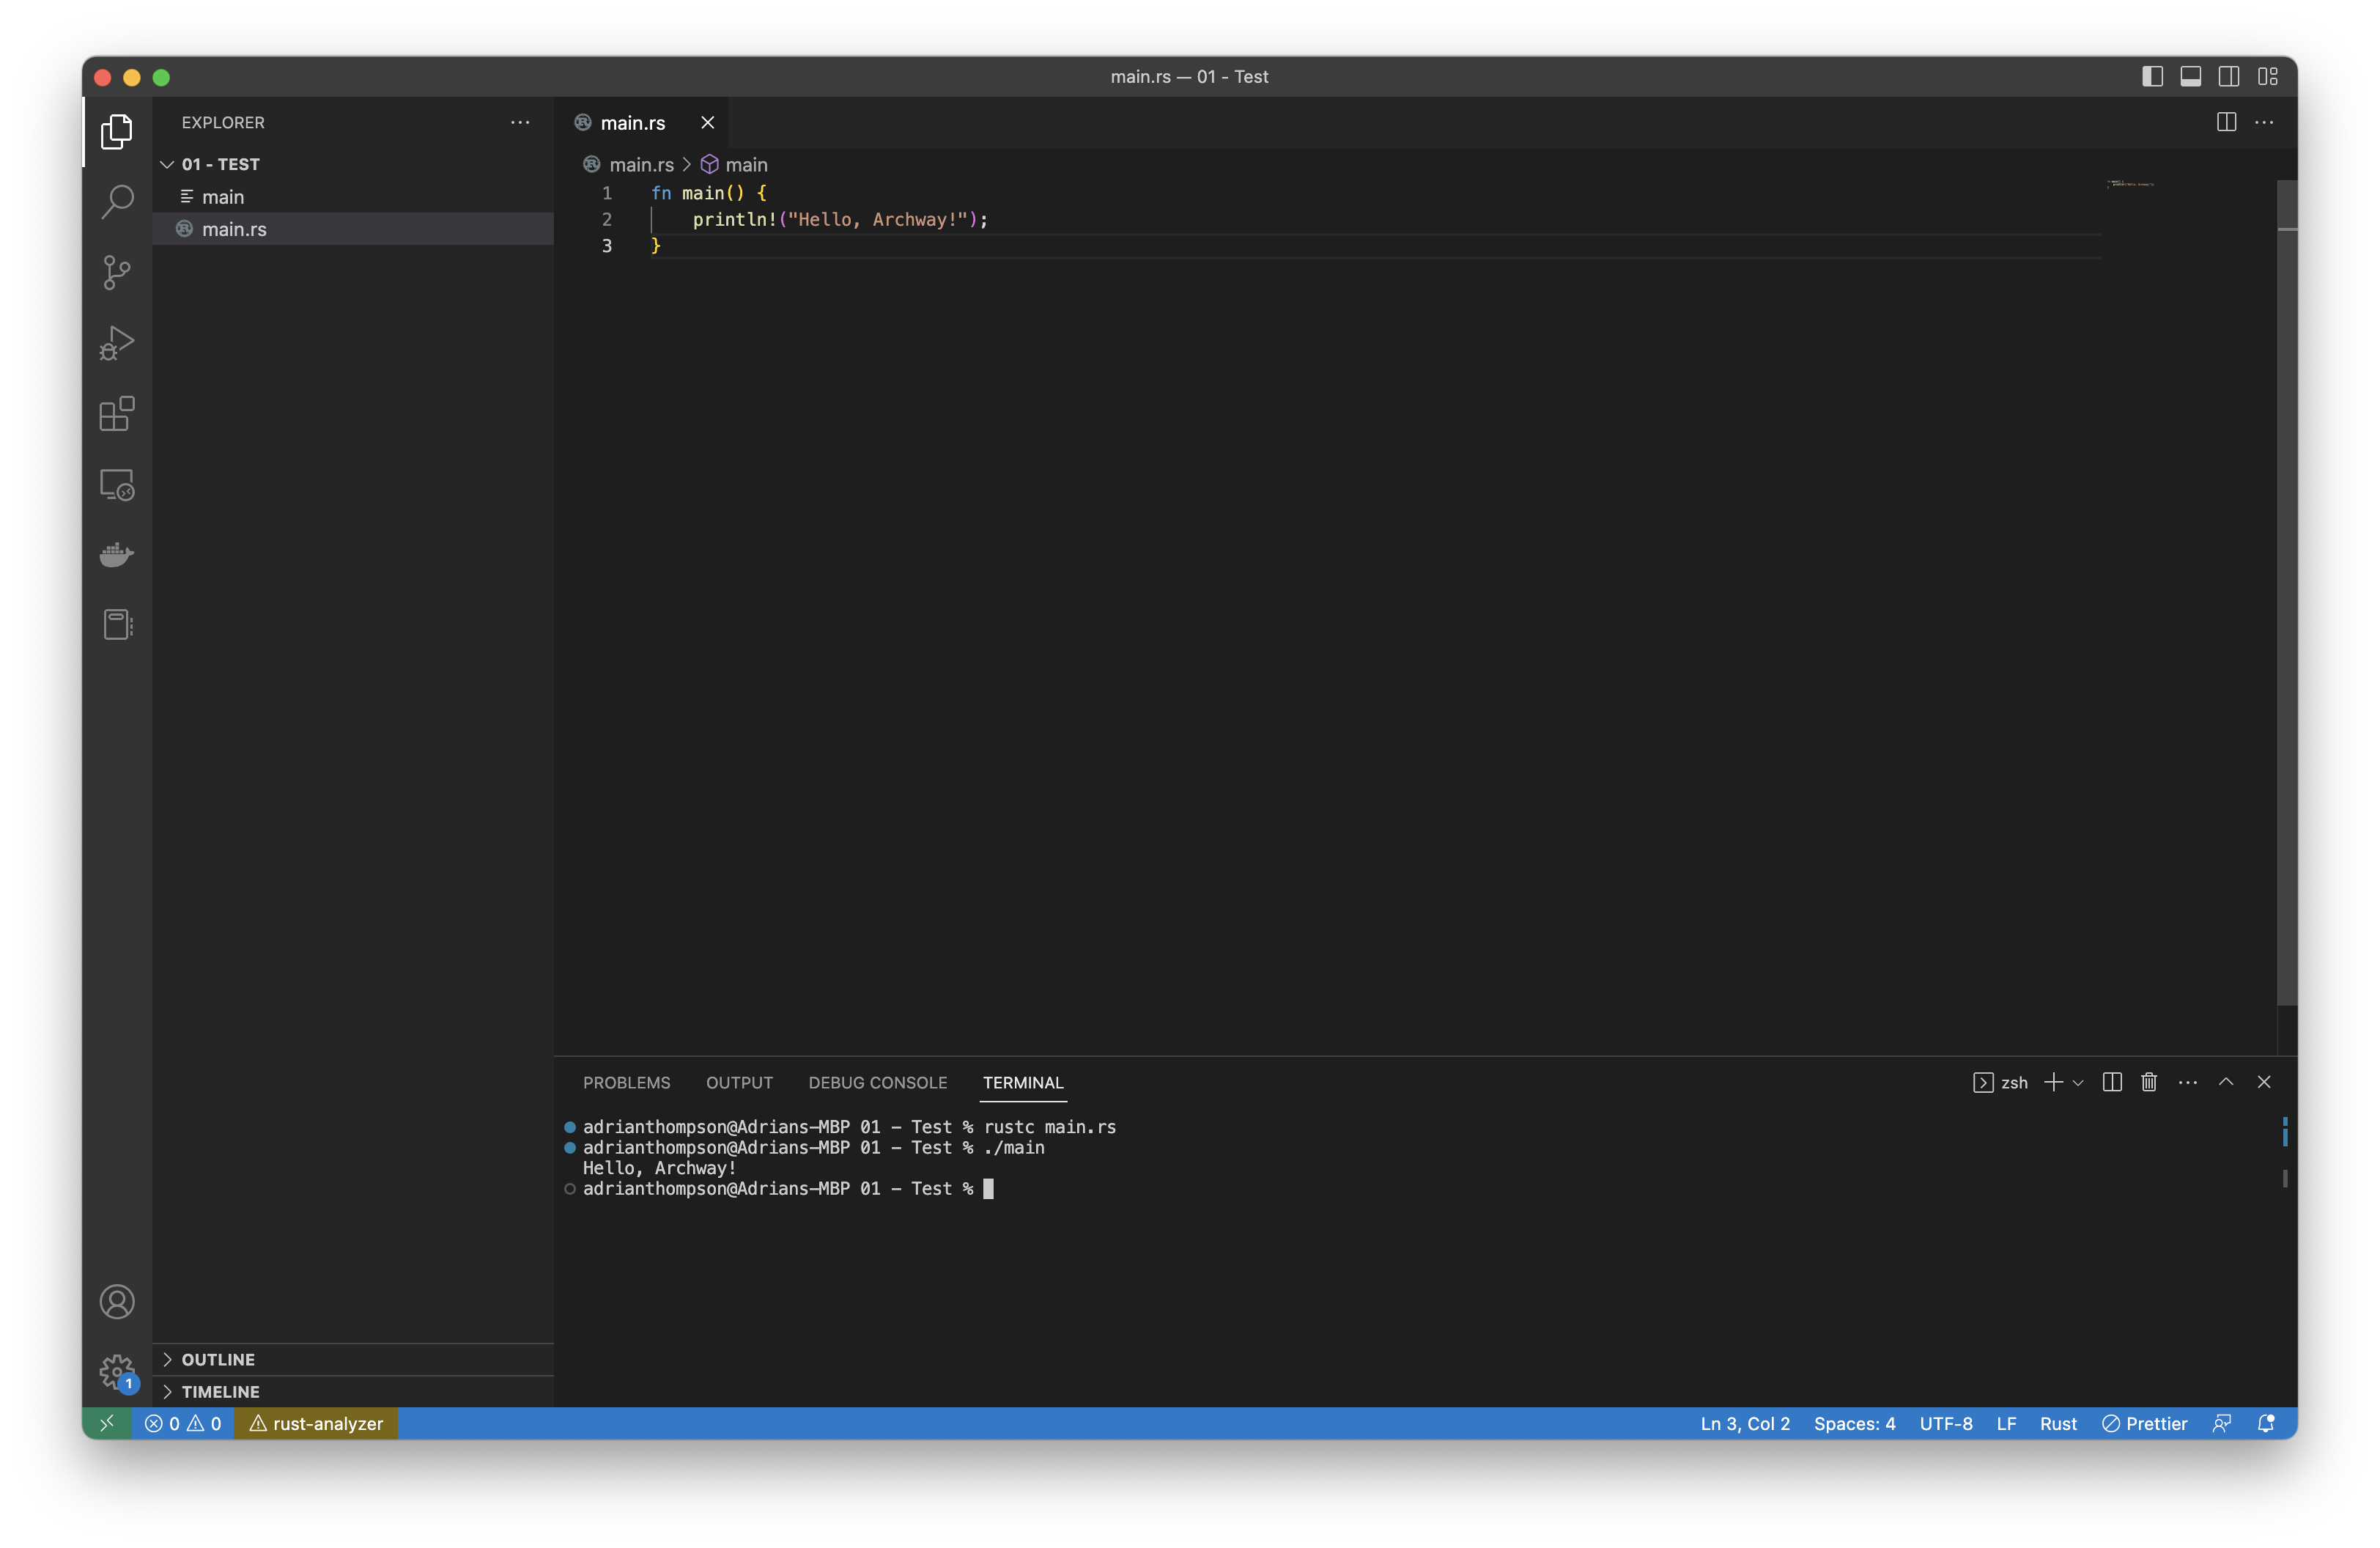 main.rs — 01 - Test
EXPLORER
01 - TEST
main
main.rs
OUTLINE
TIMELINE
main.rs
main.rs > main
1 fn main() {
2 println!("Hello, Archway!");
3 }
PROBLEMS OUTPUT DEBUG CONSOLE TERMINAL zsh
adrianthompson@Adrians-MBP 01 - Test % rustc main.rs
adrianthompson@Adrians-MBP 01 - Test % ./main
Hello, Archway!
adrianthompson@Adrians-MBP 01 - Test %
1
0 0 rust-analyzer Ln 3, Col 2 Spaces: 4 UTF-8 LF Rust Prettier